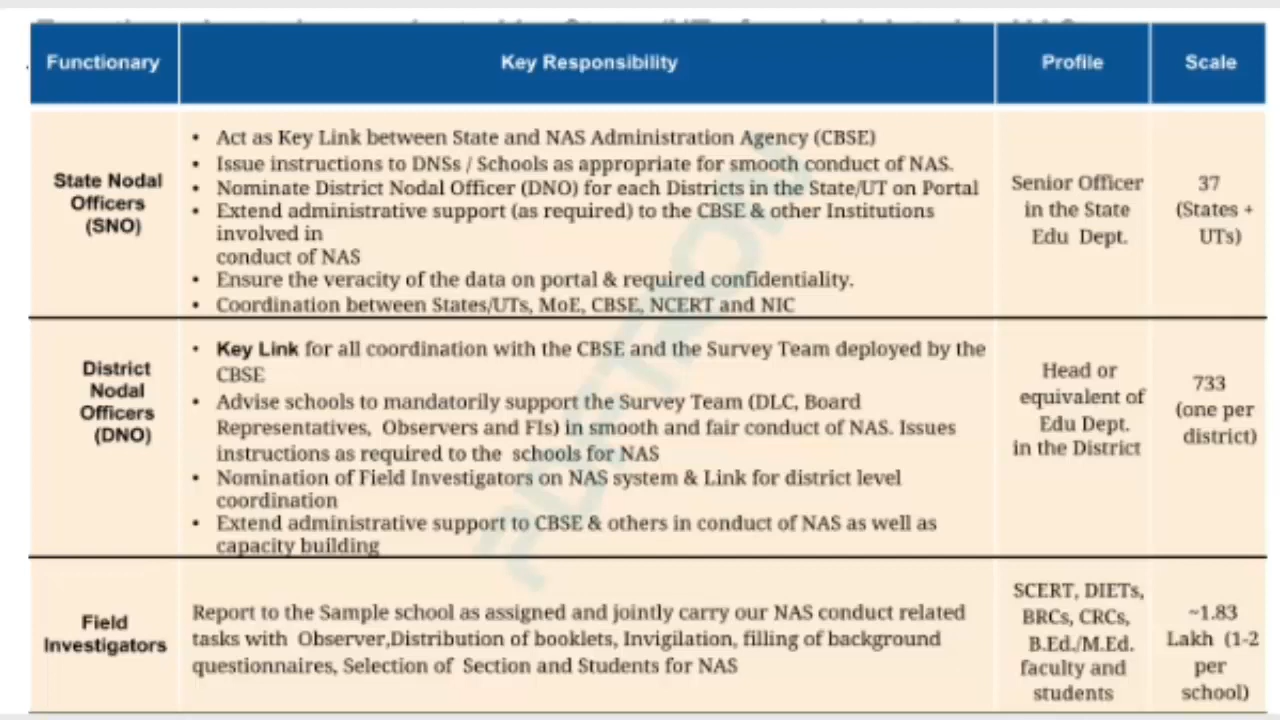 Functionary
Key Responsibility
Profile
Scale
State Nodal
Officers
(SNO)
• Act as Key Link between State and NAS Administration Agency (CBSE)
• Issue instructions to DNSs / Schools as appropriate for smooth conduct of NAS.
• Nominate District Nodal Officer (DNO) for each Districts in the State/UT on Portal
• Extend administrative support (as required) to the CBSE & other Institutions
involved in
conduct of NAS
• Ensure the veracity of the data on portal & required confidentiality.
• Coordination between States/UTs, MoE, CBSE, NCERT and NIC
Senior Officer
in the State
Edu Dept.
37
(States +
UTs)
District
Nodal
Officers
(DNO)
• Key Link for all coordination with the CBSE and the Survey Team deployed by the
CBSE
• Advise schools to mandatorily support the Survey Team (DLC, Board
Representatives, Observers and FIs) in smooth and fair conduct of NAS. Issues
instructions as required to the schools for NAS
• Nomination of Field Investigators on NAS system & Link for district level
coordination
• Extend administrative support to CBSE & others in conduct of NAS as well as
capacity building
Head or
equivalent of
Edu Dept.
in the District
733
(one per
district)
Field
Investigators
Report to the Sample school as assigned and jointly carry our NAS conduct related
tasks with Observer,Distribution of booklets, Invigilation, filling of background
questionnaires, Selection of Section and Students for NAS
SCERT, DIETs,
BRCs, CRCs,
B.Ed./M.Ed.
faculty and
students
~1.83
Lakh (1-2
per
school)